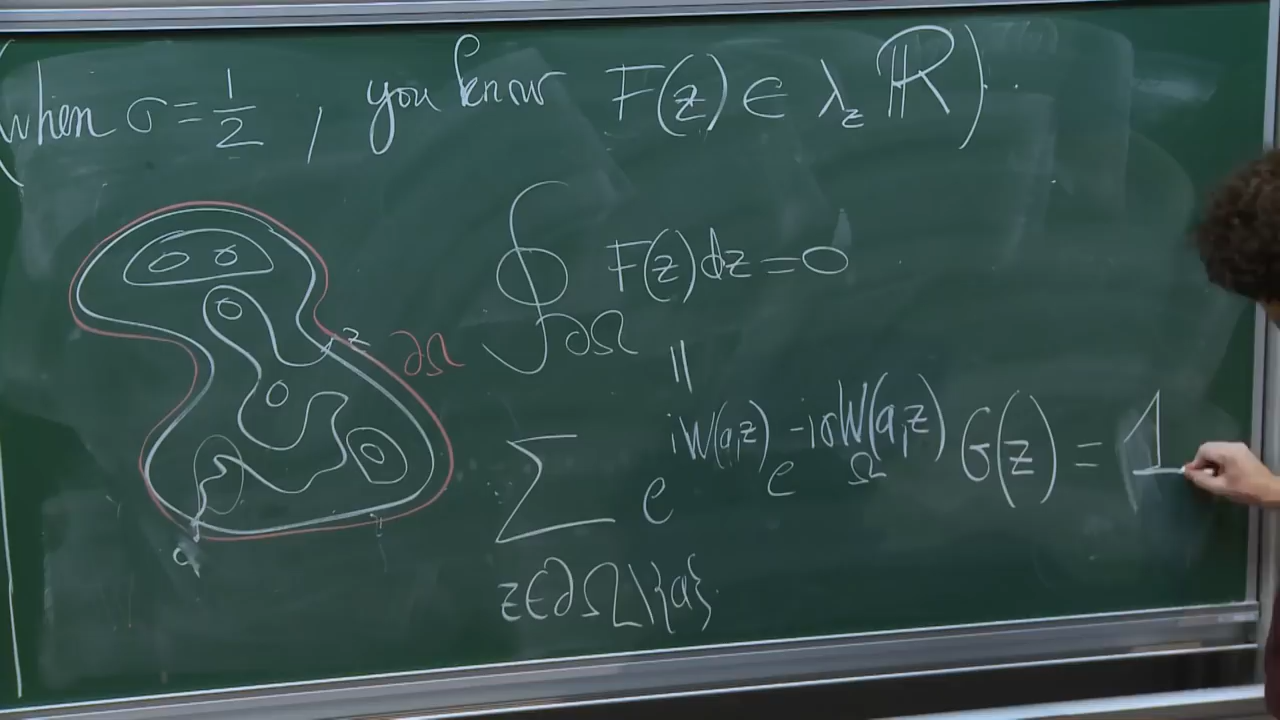 (when σ = 1/2 , you know F(z) ∈ λ_z ℝ).
∮_∂Ω F(z)dz = 0
z
∂Ω
a
||
∑_{z∈∂Ω\{a}} e^{iW(a,z)} e^{-iσW_Ω(a,z)} G(z) = 1